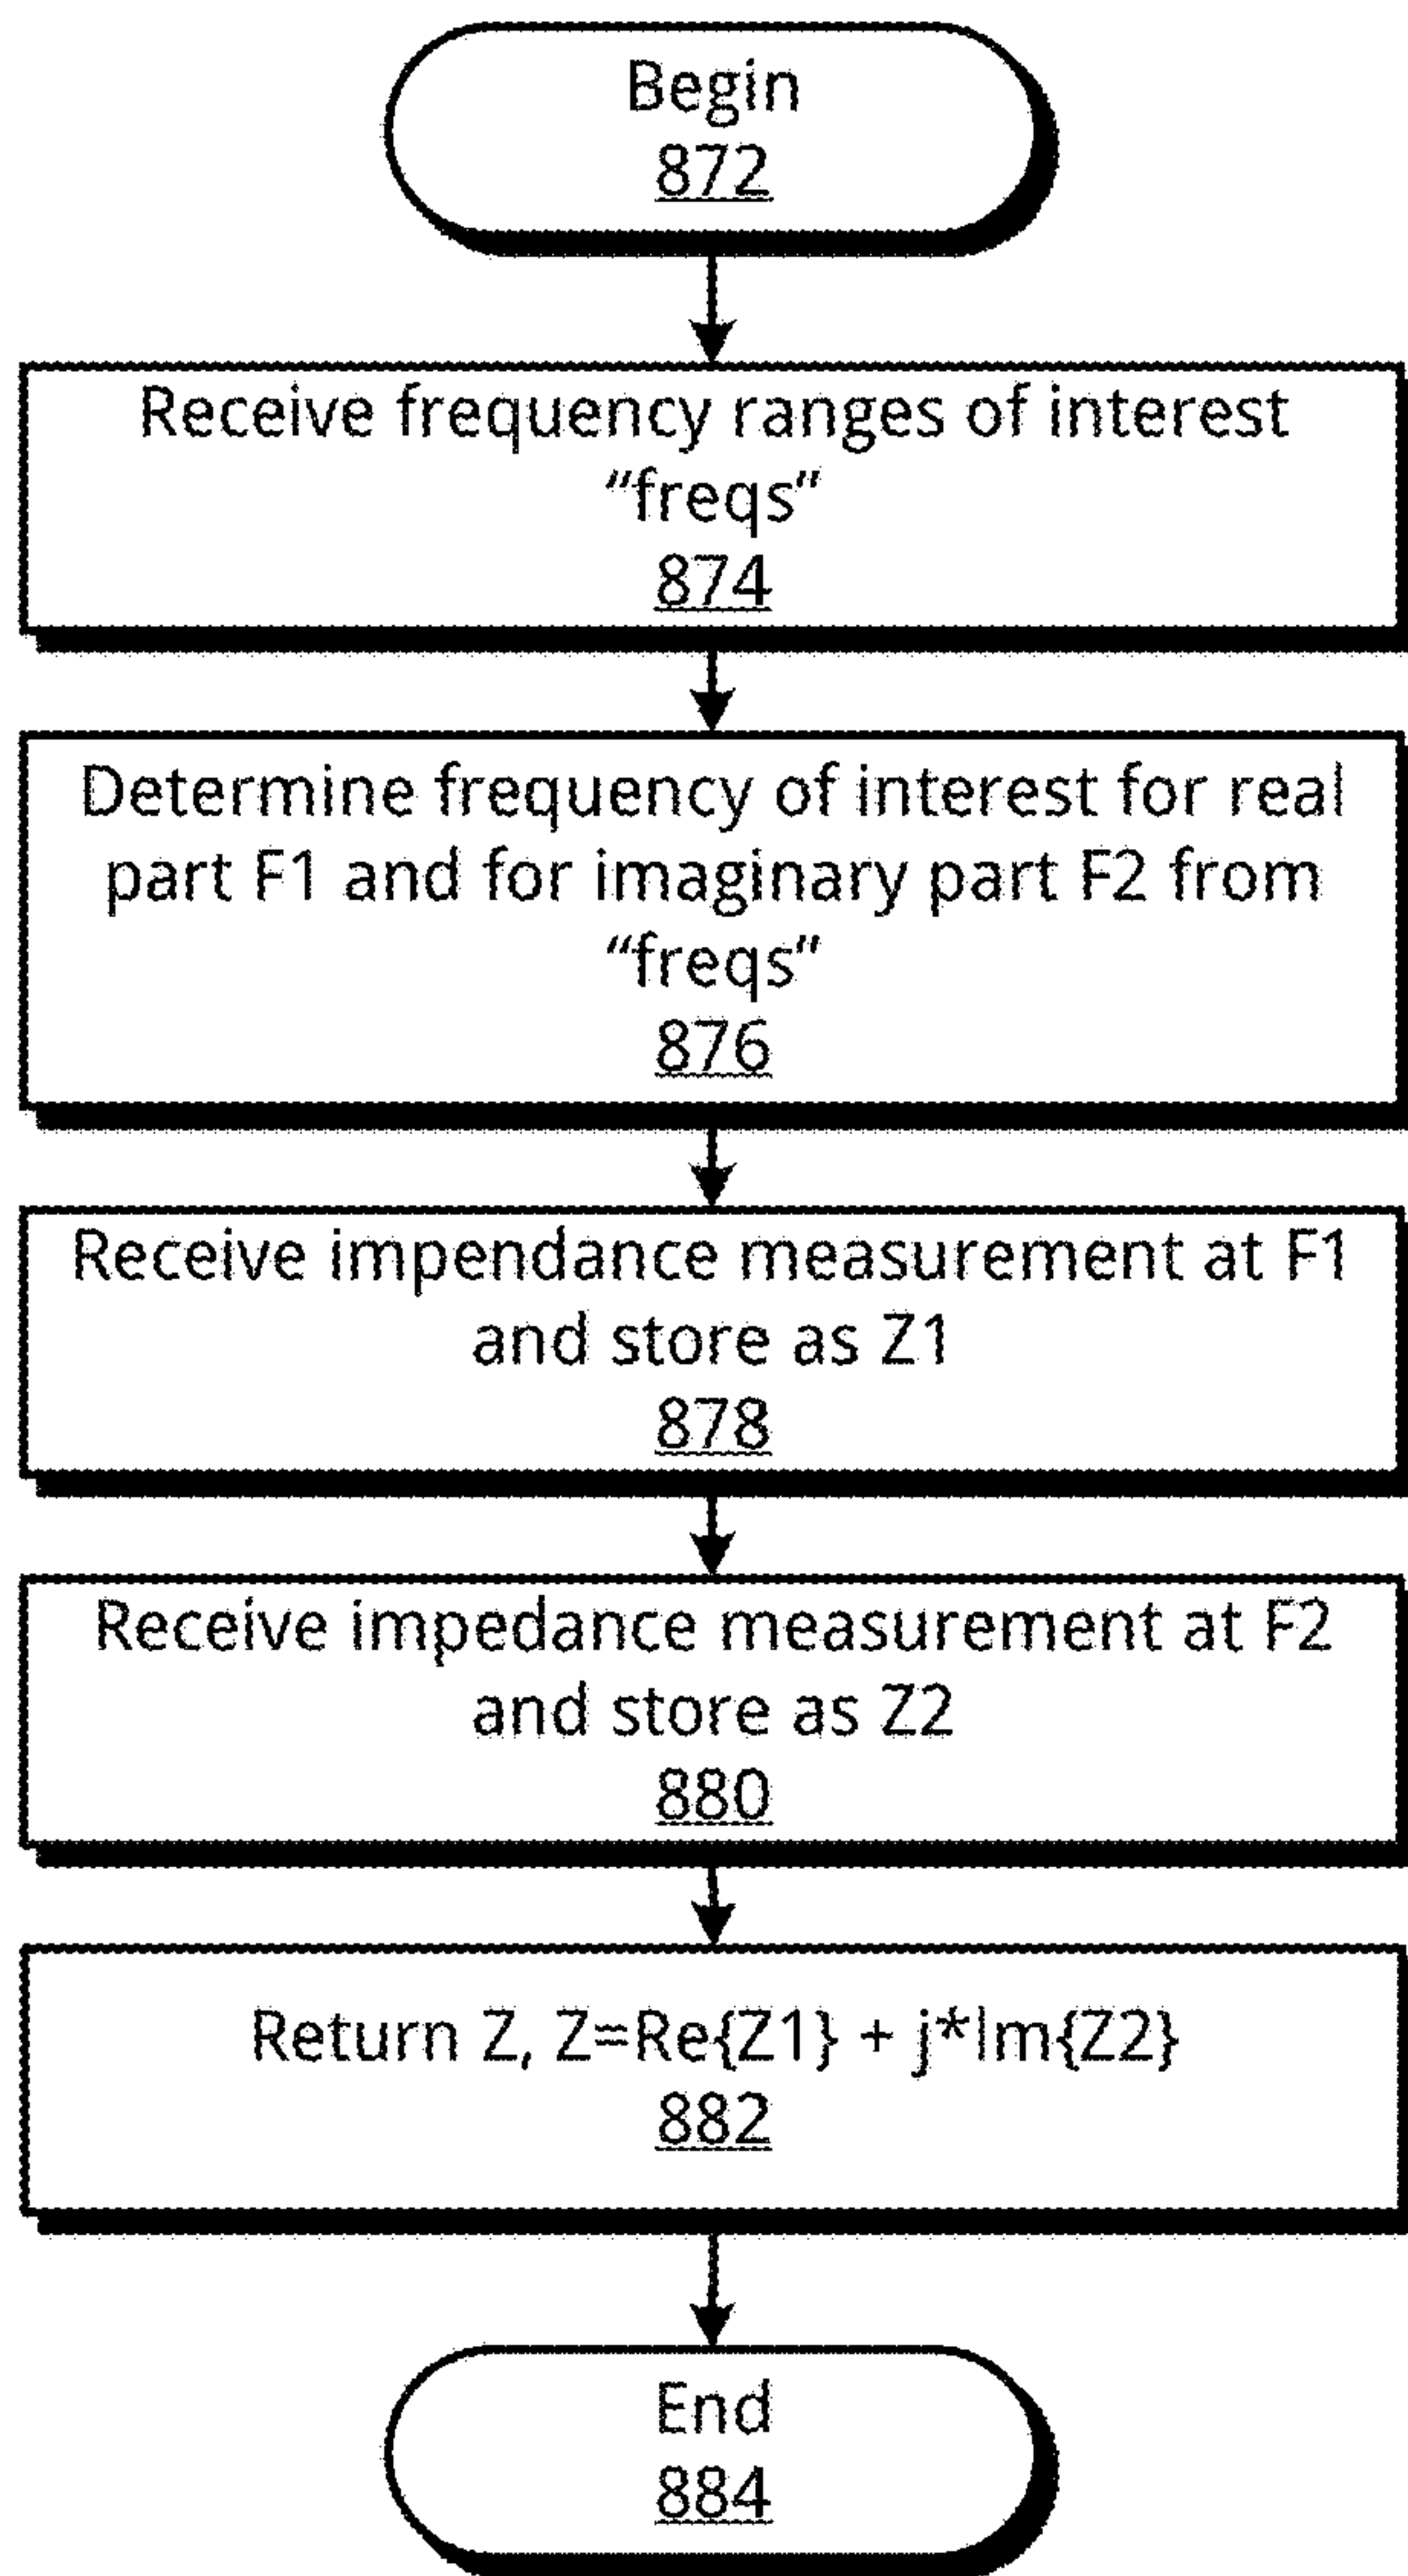 Begin
872
Receive frequency ranges of interest
“freqs”
874
Determine frequency of interest for real
part F1 and for imaginary part F2 from
“freqs”
876
Receive impendance measurement at F1
and store as Z1
878
Receive impedance measurement at F2
and store as Z2
880
Return Z, Z=Re{Z1} + j*Im{Z2}
882
End
884